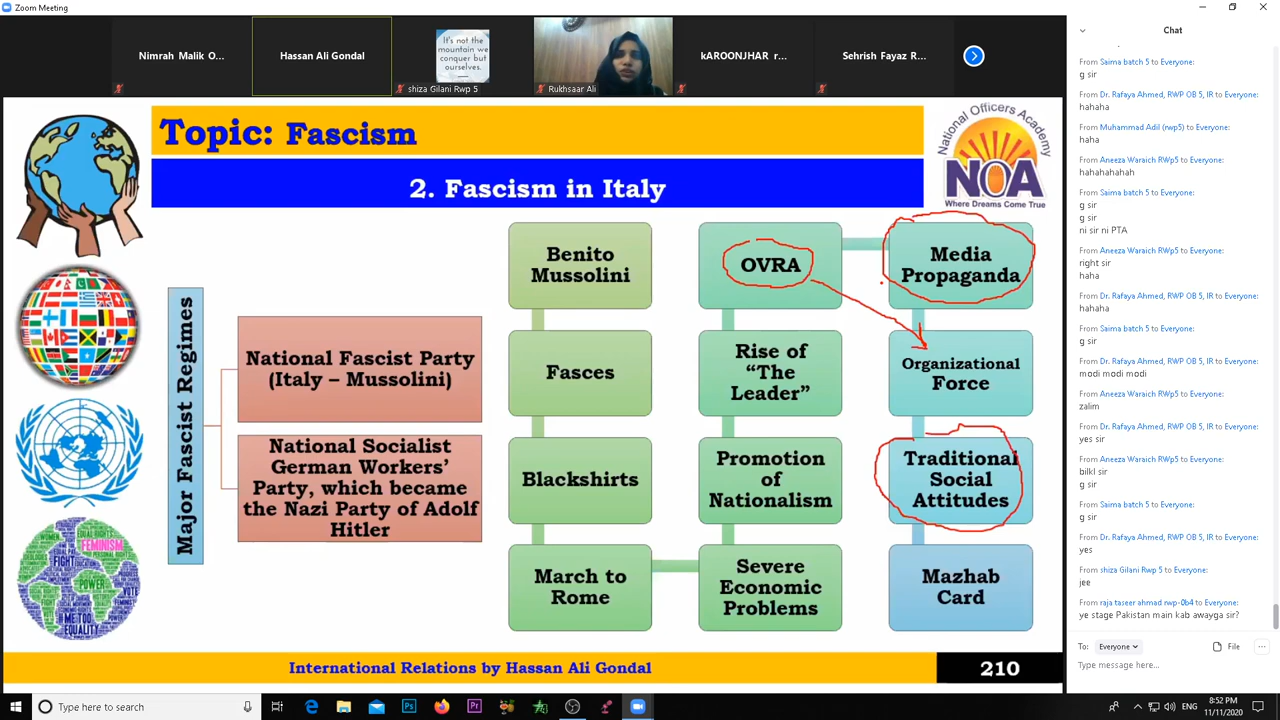 Zoom Meeting
Nimrah Malik O...
Hassan Ali Gondal
It's not the
mountain we
conquer but
ourselves.
shiza Gilani Rwp 5
Rukhsaar Ali
kAROONJHAR r...
Sehrish Fayaz R...
Topic: Fascism
2. Fascism in Italy
National Officers Academy
NOA
Where Dreams Come True
Major Fascist Regimes
National Fascist Party
(Italy – Mussolini)
National Socialist
German Workers'
Party, which became
the Nazi Party of Adolf
Hitler
Benito
Mussolini
Fasces
Blackshirts
March to
Rome
OVRA
Rise of
“The
Leader”
Promotion
of
Nationalism
Severe
Economic
Problems
Media
Propaganda
Organizational
Force
Traditional
Social
Attitudes
Mazhab
Card
FEMINISM
POWER
EQUALITY
International Relations by Hassan Ali Gondal
210
Chat
From Saima batch 5 to Everyone:
g sir
From Dr. Rafaya Ahmed, RWP OB 5, IR to Everyone:
hahaha
From Muhammad Adil (rwp5) to Everyone:
haha
From Aneeza Waraich RWp5 to Everyone:
hahahahahah
From Saima batch 5 to Everyone:
g sir
g sir
ni sir ni PTA
From Aneeza Waraich RWp5 to Everyone:
right sir
haha
From Dr. Rafaya Ahmed, RWP OB 5, IR to Everyone:
hahaha
From Saima batch 5 to Everyone:
g sir
From Dr. Rafaya Ahmed, RWP OB 5, IR to Everyone:
modi modi modi
From Aneeza Waraich RWp5 to Everyone:
zalim
From Dr. Rafaya Ahmed, RWP OB 5, IR to Everyone:
yes sir
From Aneeza Waraich RWp5 to Everyone:
bilkl sir
g sir
From Saima batch 5 to Everyone:
g sir
From Dr. Rafaya Ahmed, RWP OB 5, IR to Everyone:
yes
From shiza Gilani Rwp 5 to Everyone:
jee
From raja.taseer ahmad rwp-0b4 to Everyone:
ye stage Pakistan main kab awayga sir?
To: Everyone
File
Type message here...
Type here to search
ENG
8:52 PM
11/11/2020